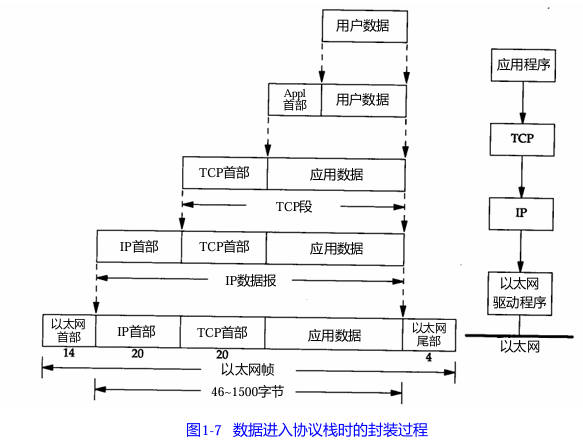 用户数据
Appl
首部
用户数据
应用程序
TCP首部
应用数据
TCP
TCP段
IP首部
TCP首部
应用数据
IP
IP数据报
以太网
驱动程序
以太网
首部
IP首部
TCP首部
应用数据
以太网
尾部
14
20
20
4
以太网
以太网帧
46~1500字节
图1-7 数据进入协议栈时的封装过程